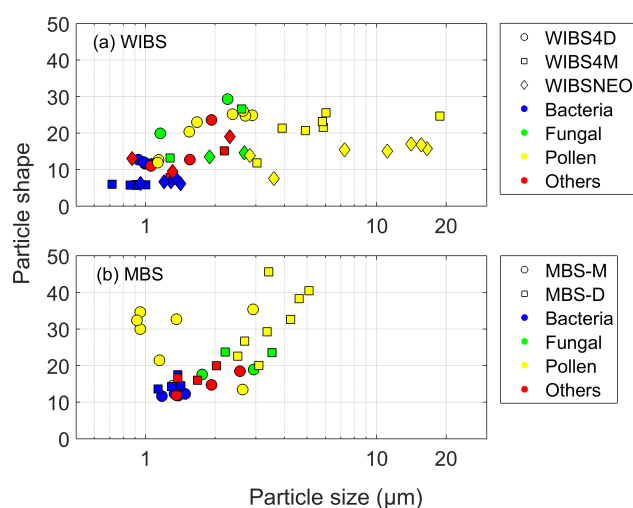 50
40
30
20
10
0
(a) WIBS
1
10
20
WIBS4D
WIBS4M
WIBSNEO
Bacteria
Fungal
Pollen
Others
Particle shape
50
40
30
20
10
0
(b) MBS
1
10
20
MBS-M
MBS-D
Bacteria
Fungal
Pollen
Others
Particle size (μm)